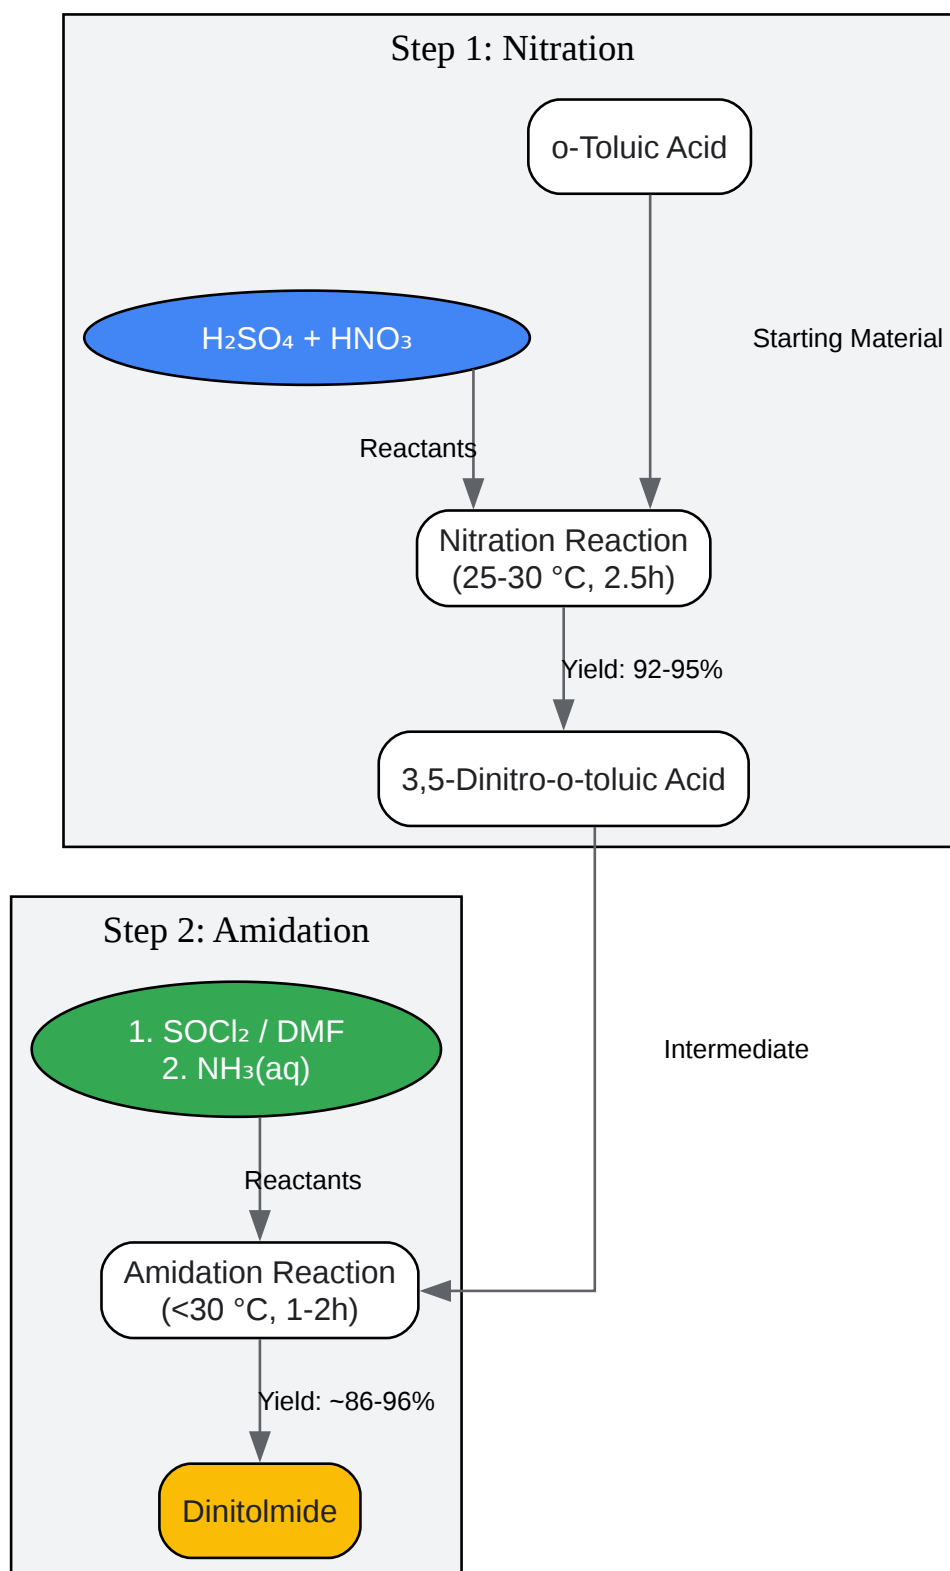 Step 1: Nitration
o-Toluic Acid
H₂SO₄ + HNO₃
Starting Material
Reactants
Nitration Reaction
(25-30 °C, 2.5h)
Yield: 92-95%
3,5-Dinitro-o-toluic Acid
Step 2: Amidation
1. SOCl₂ / DMF
2. NH₃(aq)
Intermediate
Reactants
Amidation Reaction
(<30 °C, 1-2h)
Yield: ~86-96%
Dinitolmide